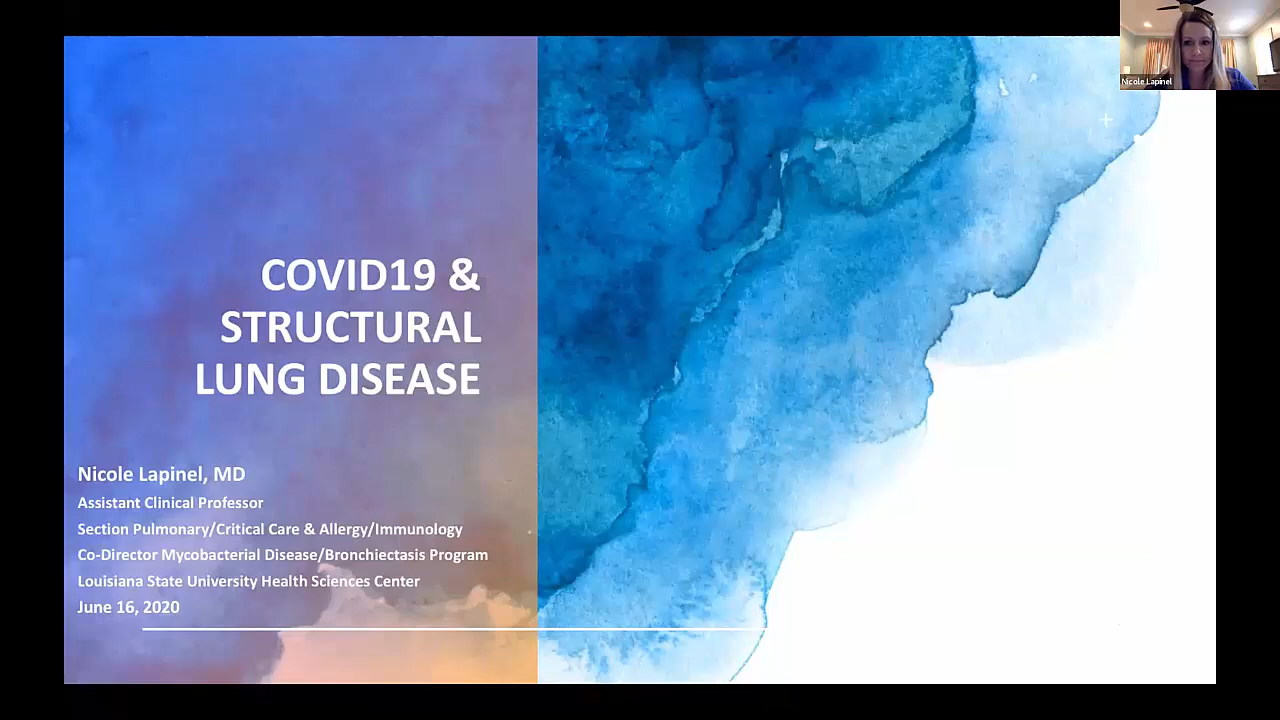 Nicole Lapinel
COVID19 &
STRUCTURAL
LUNG DISEASE
Nicole Lapinel, MD
Assistant Clinical Professor
Section Pulmonary/Critical Care & Allergy/Immunology
Co-Director Mycobacterial Disease/Bronchiectasis Program
Louisiana State University Health Sciences Center
June 16, 2020